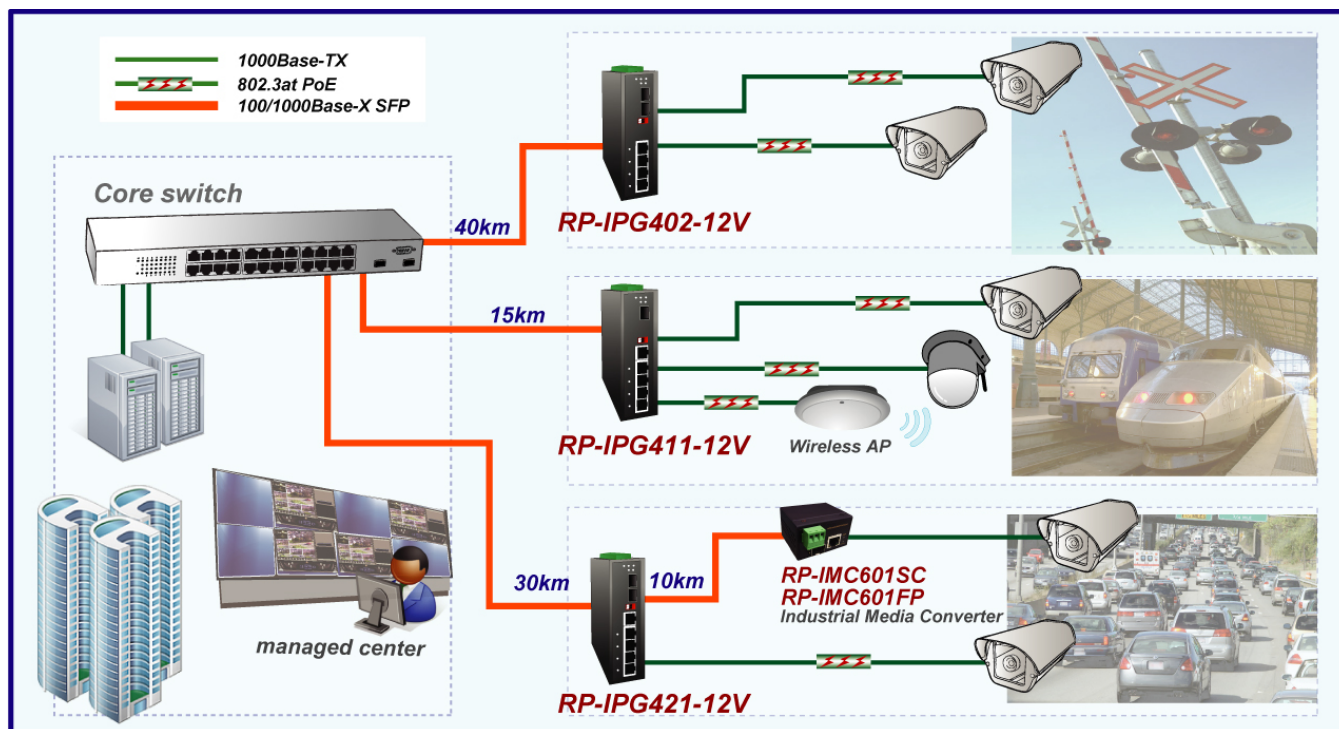 1000Base-TX
802.3at PoE
100/1000Base-X SFP
Core switch
40km
RP-IPG402-12V
15km
RP-IPG411-12V
Wireless AP
30km
10km
RP-IMC601SC
RP-IMC601FP
Industrial Media Converter
managed center
RP-IPG421-12V